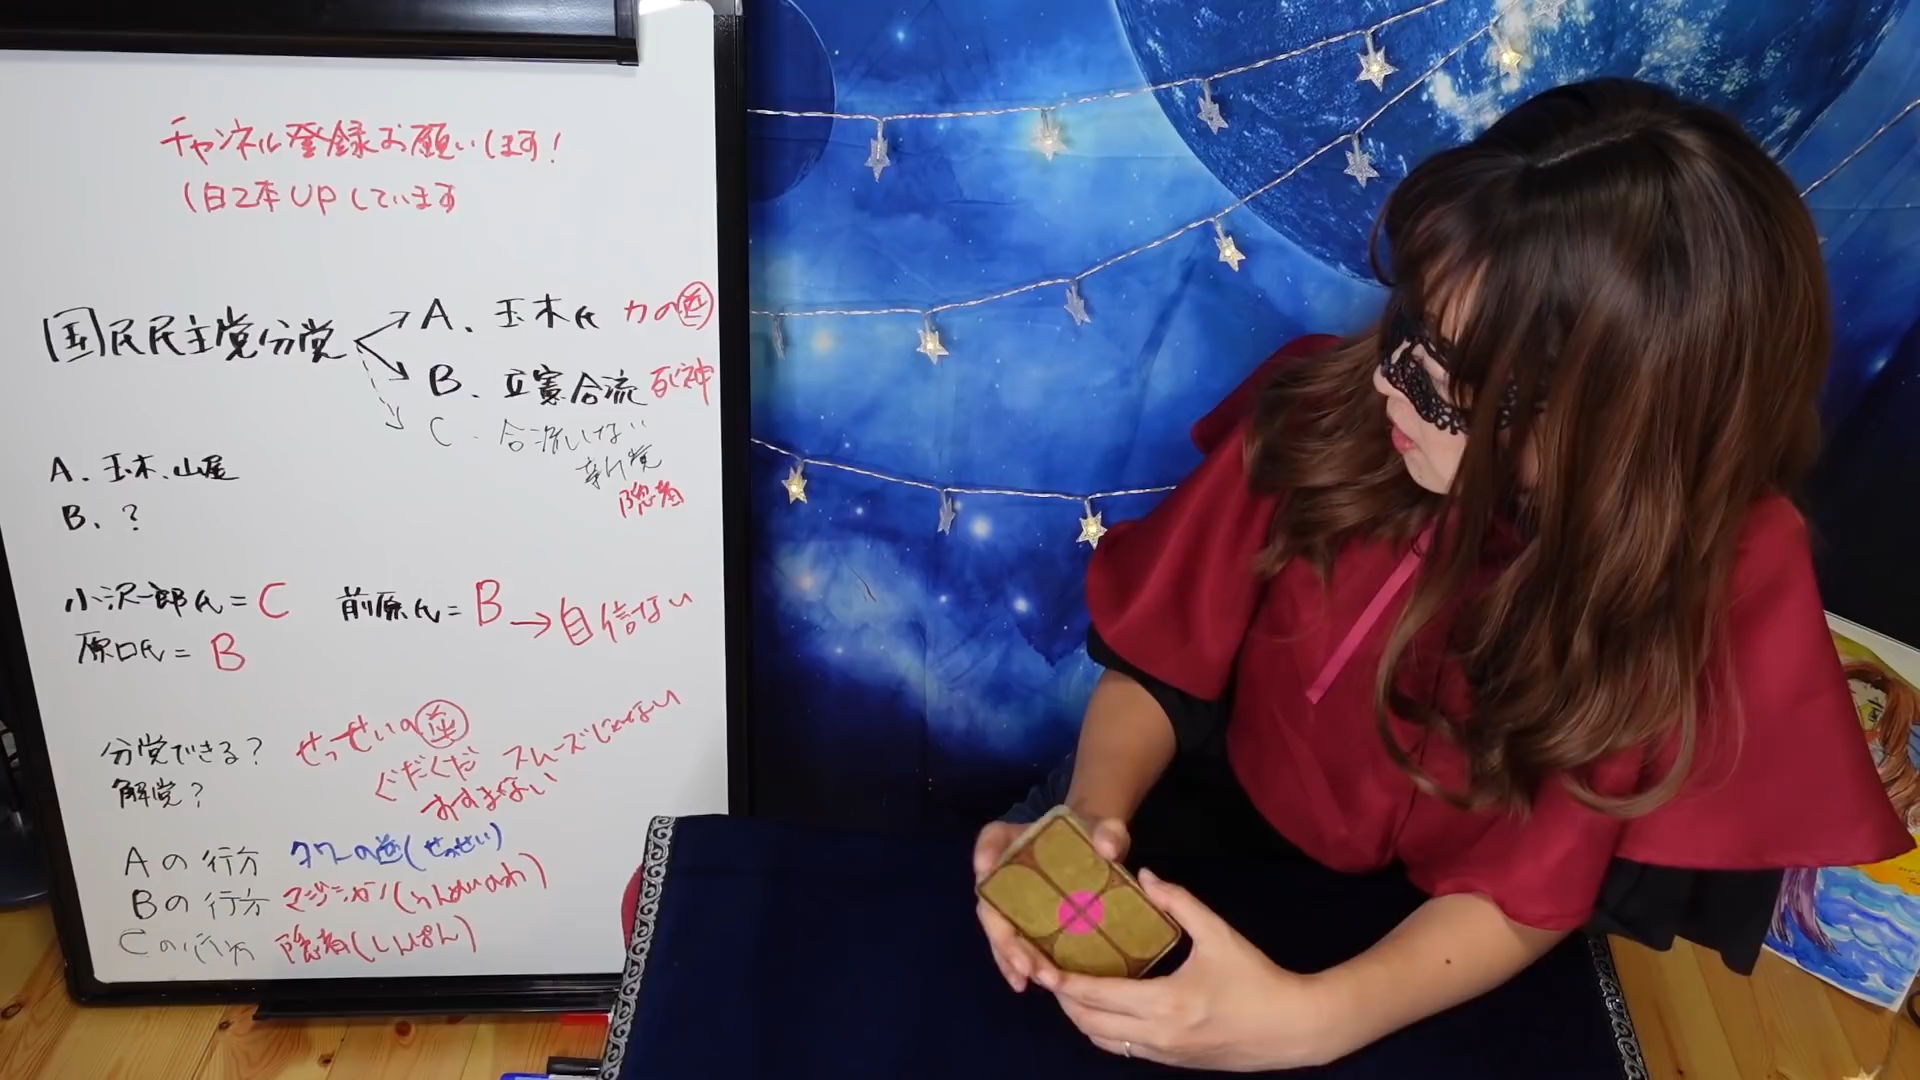 チャンネル登録お願いします!
1日2本UPしています
国民民主党分党
A. 玉木氏 力の逆
B. 立憲合流 死神
C. 合流しない
新党
隠者
A. 玉木、山尾
B. ?
小沢一郎氏=C 前原氏=B→自信ない
原口氏=B
分党できる? せっせいの逆
ぐだぐだ スムーズじゃない
解党? おすすまない
Aの行方 タワーの逆(せっせい)
Bの行方 マジシャン(うんめいのわ)
Cの行方 隠者(しんぱん)